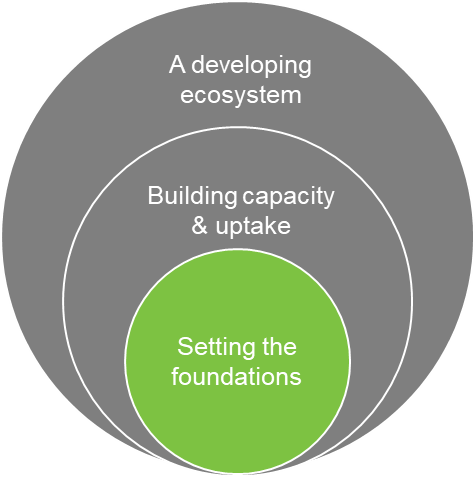 A developing
ecosystem
Building capacity
& uptake
Setting the
foundations